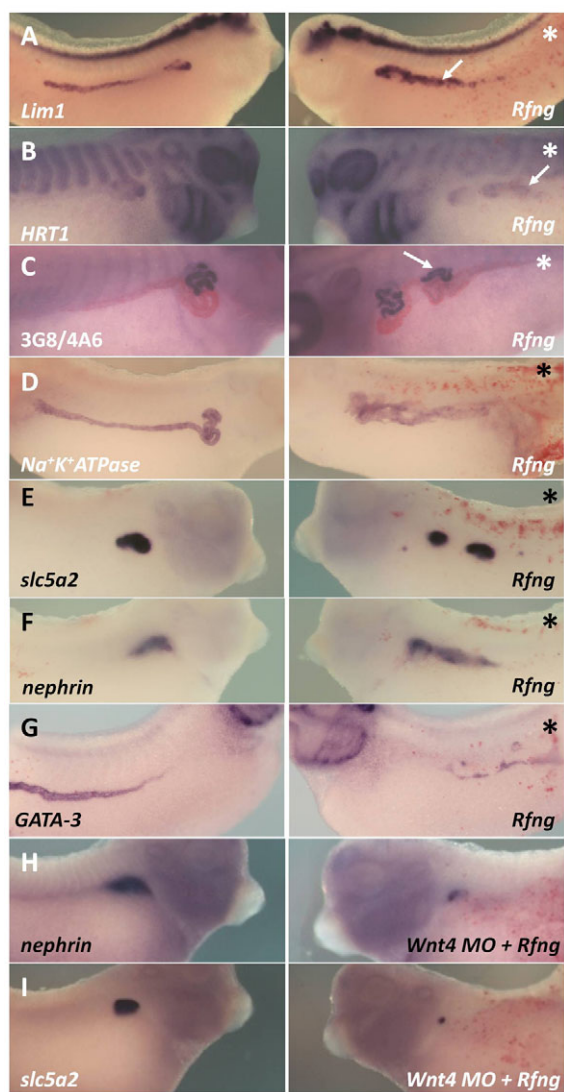 A
*
Lim1
Rfng
B
*
HRT1
Rfng
C
*
3G8/4A6
Rfng
D
*
Na⁺K⁺ATPase
Rfng
E
*
slc5a2
Rfng
F
*
nephrin
Rfng
G
*
GATA-3
Rfng
H
nephrin
Wnt4 MO + Rfng
I
slc5a2
Wnt4 MO + Rfng